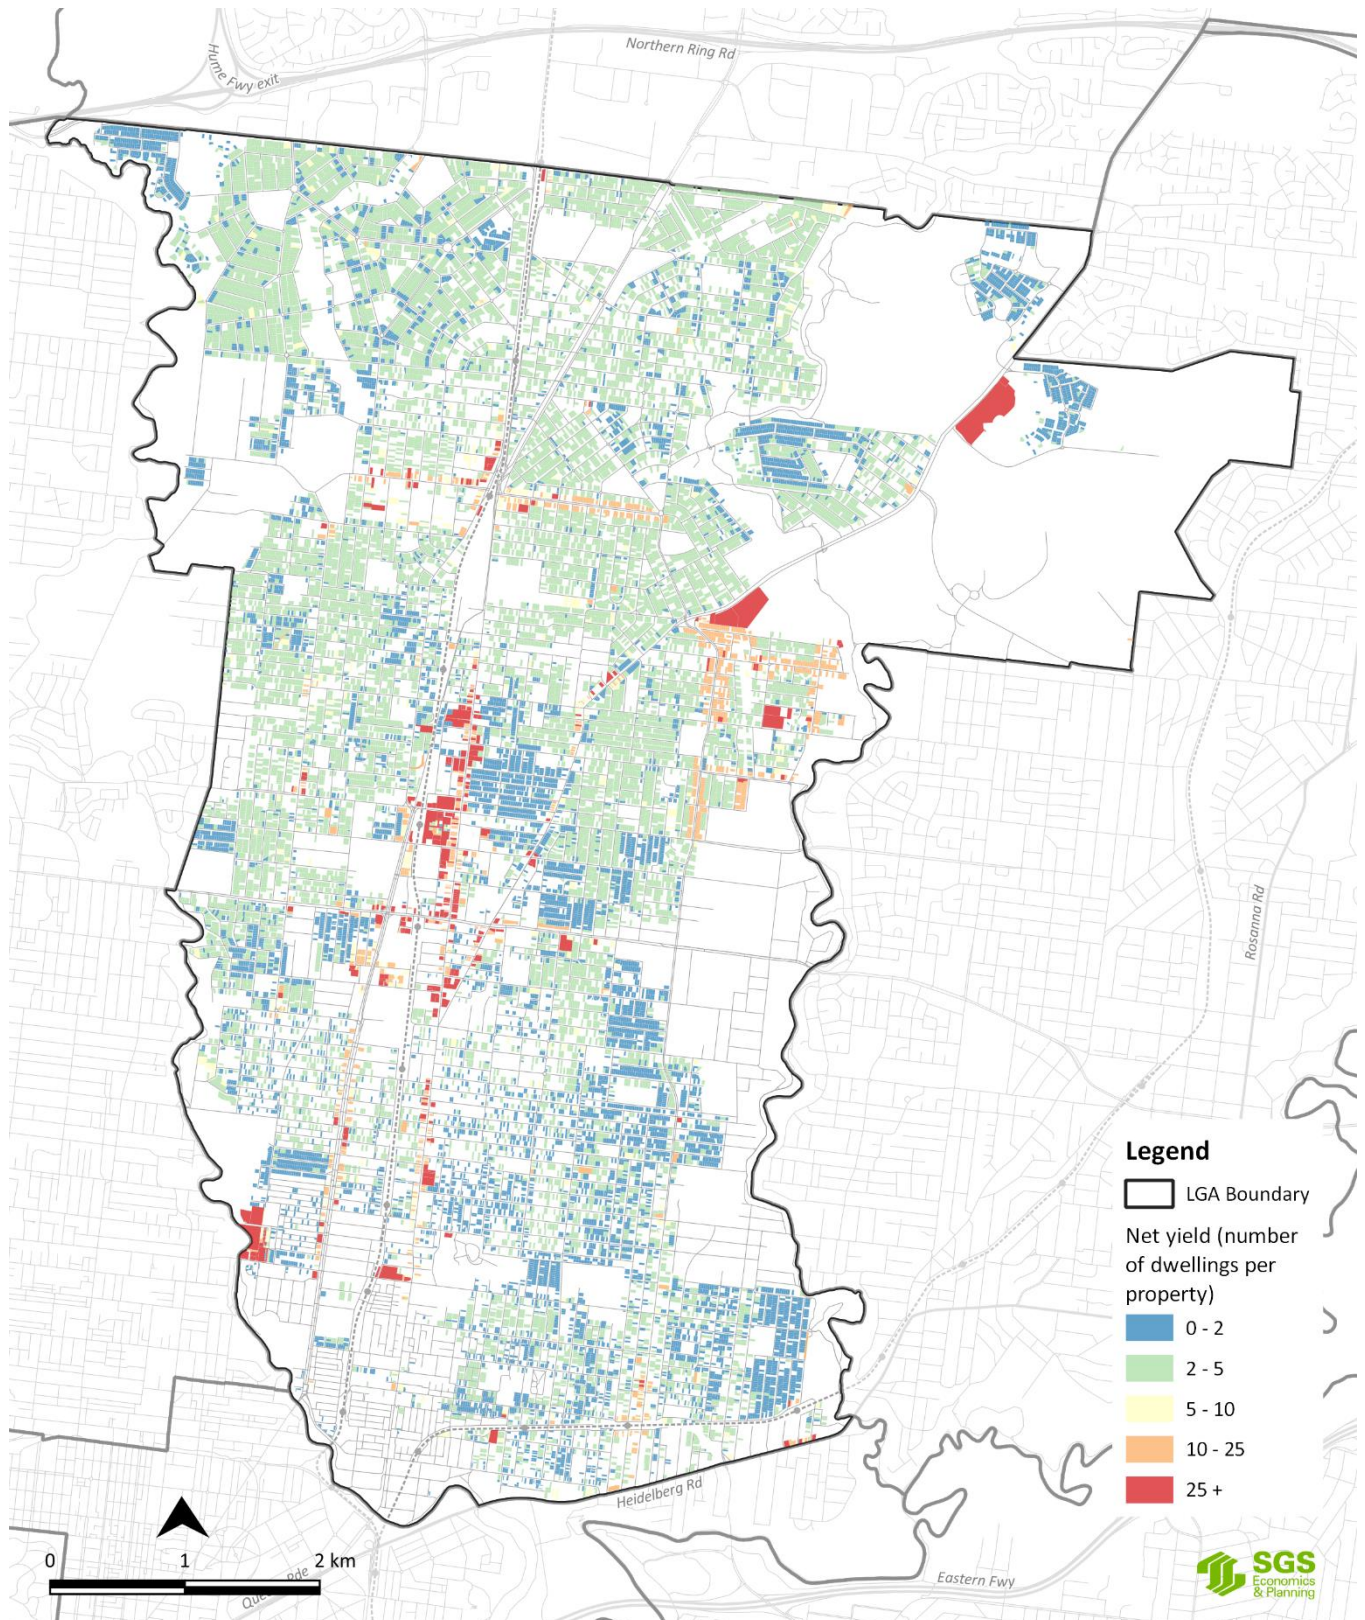 Northern Ring Rd
Hume Fwy exit
Rosanna Rd
Legend
LGA Boundary
Net yield (number
of dwellings per
property)
0 - 2
2 - 5
5 - 10
10 - 25
25 +
Heidelberg Rd
0 1 2 km
Eastern Fwy
SGS
Economics
& Planning